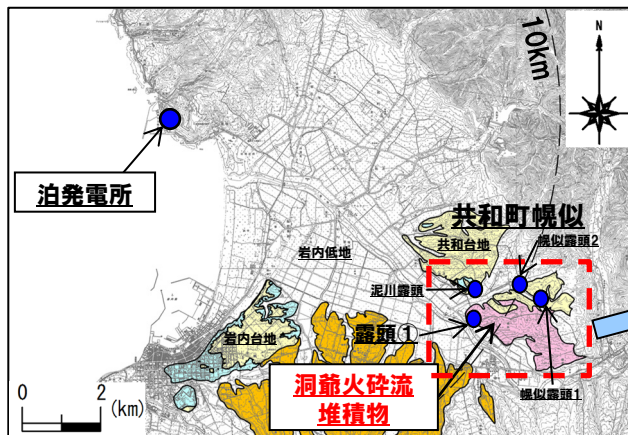 10km
N
泊発電所
共和町幌似
共和台地
幌似露頭2
岩内低地
泥川露頭
露頭①
岩内台地
洞爺火砕流
堆積物
幌似露頭1
0 2
(km)